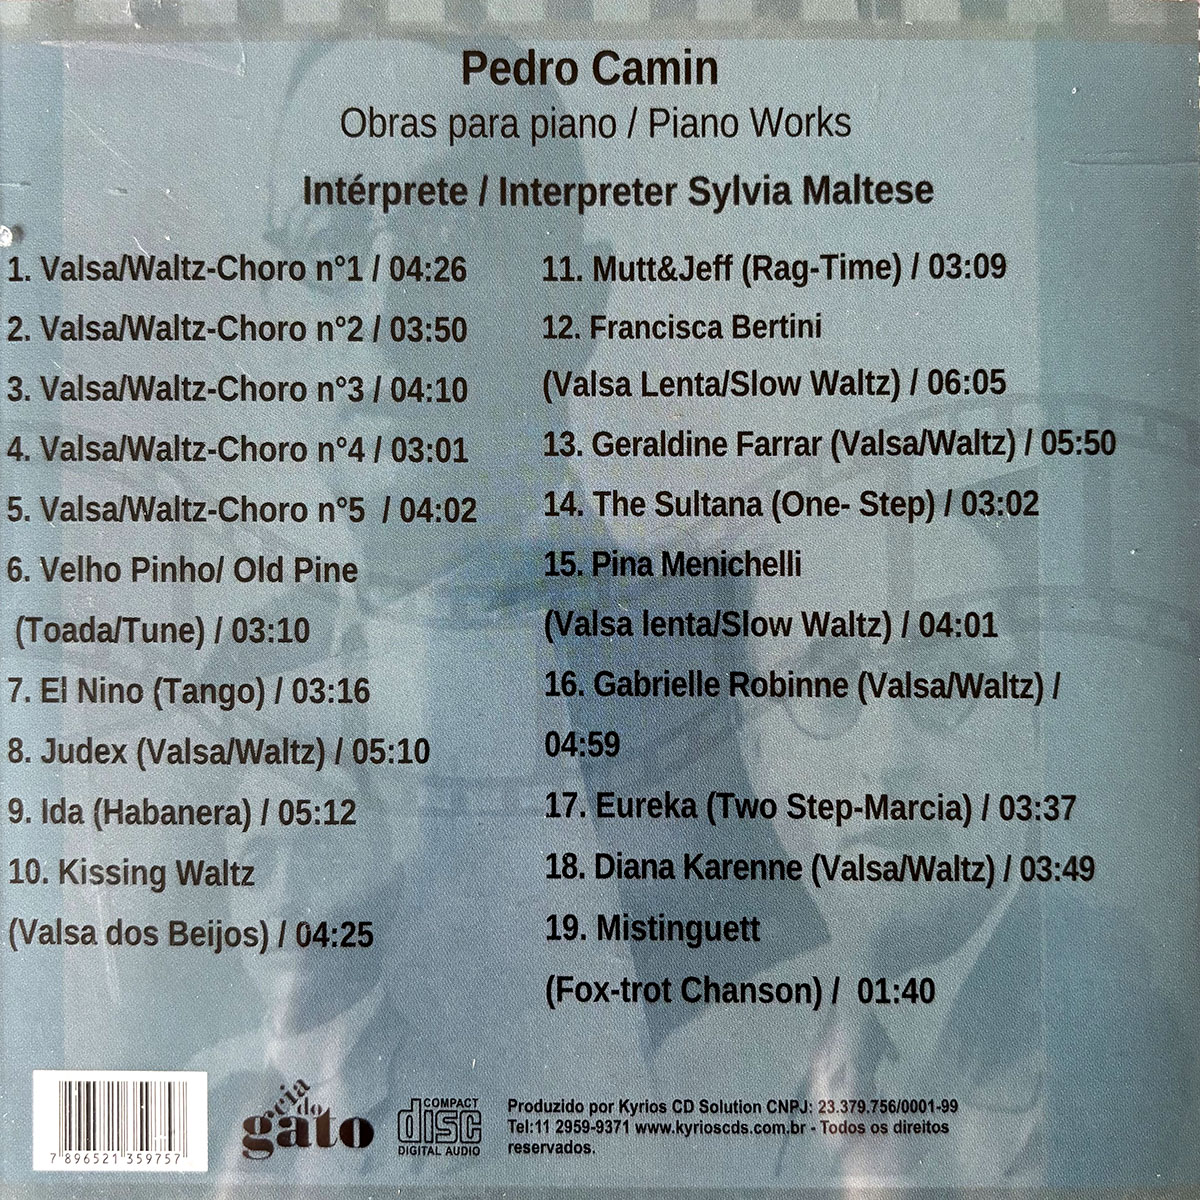 Pedro Camin
Obras para piano / Piano Works
Intérprete / Interpreter Sylvia Maltese
1. Valsa/Waltz-Choro n°1 / 04:26
2. Valsa/Waltz-Choro n°2 / 03:50
3. Valsa/Waltz-Choro n°3 / 04:10
4. Valsa/Waltz-Choro n°4 / 03:01
5. Valsa/Waltz-Choro n°5 / 04:02
6. Velho Pinho/ Old Pine
(Toada/Tune) / 03:10
7. El Nino (Tango) / 03:16
8. Judex (Valsa/Waltz) / 05:10
9. Ida (Habanera) / 05:12
10. Kissing Waltz
(Valsa dos Beijos) / 04:25
11. Mutt&Jeff (Rag-Time) / 03:09
12. Francisca Bertini
(Valsa Lenta/Slow Waltz) / 06:05
13. Geraldine Farrar (Valsa/Waltz) / 05:50
14. The Sultana (One- Step) / 03:02
15. Pina Menichelli
(Valsa lenta/Slow Waltz) / 04:01
16. Gabrielle Robinne (Valsa/Waltz) /
04:59
17. Eureka (Two Step-Marcia) / 03:37
18. Diana Karenne (Valsa/Waltz) / 03:49
19. Mistinguett
(Fox-trot Chanson) / 01:40
7 896521 359757
cia
do
gato
COMPACT
disc
DIGITAL AUDIO
Produzido por Kyrios CD Solution CNPJ: 23.379.756/0001-99
Tel:11 2959-9371 www.kyrioscds.com.br - Todos os direitos
reservados.